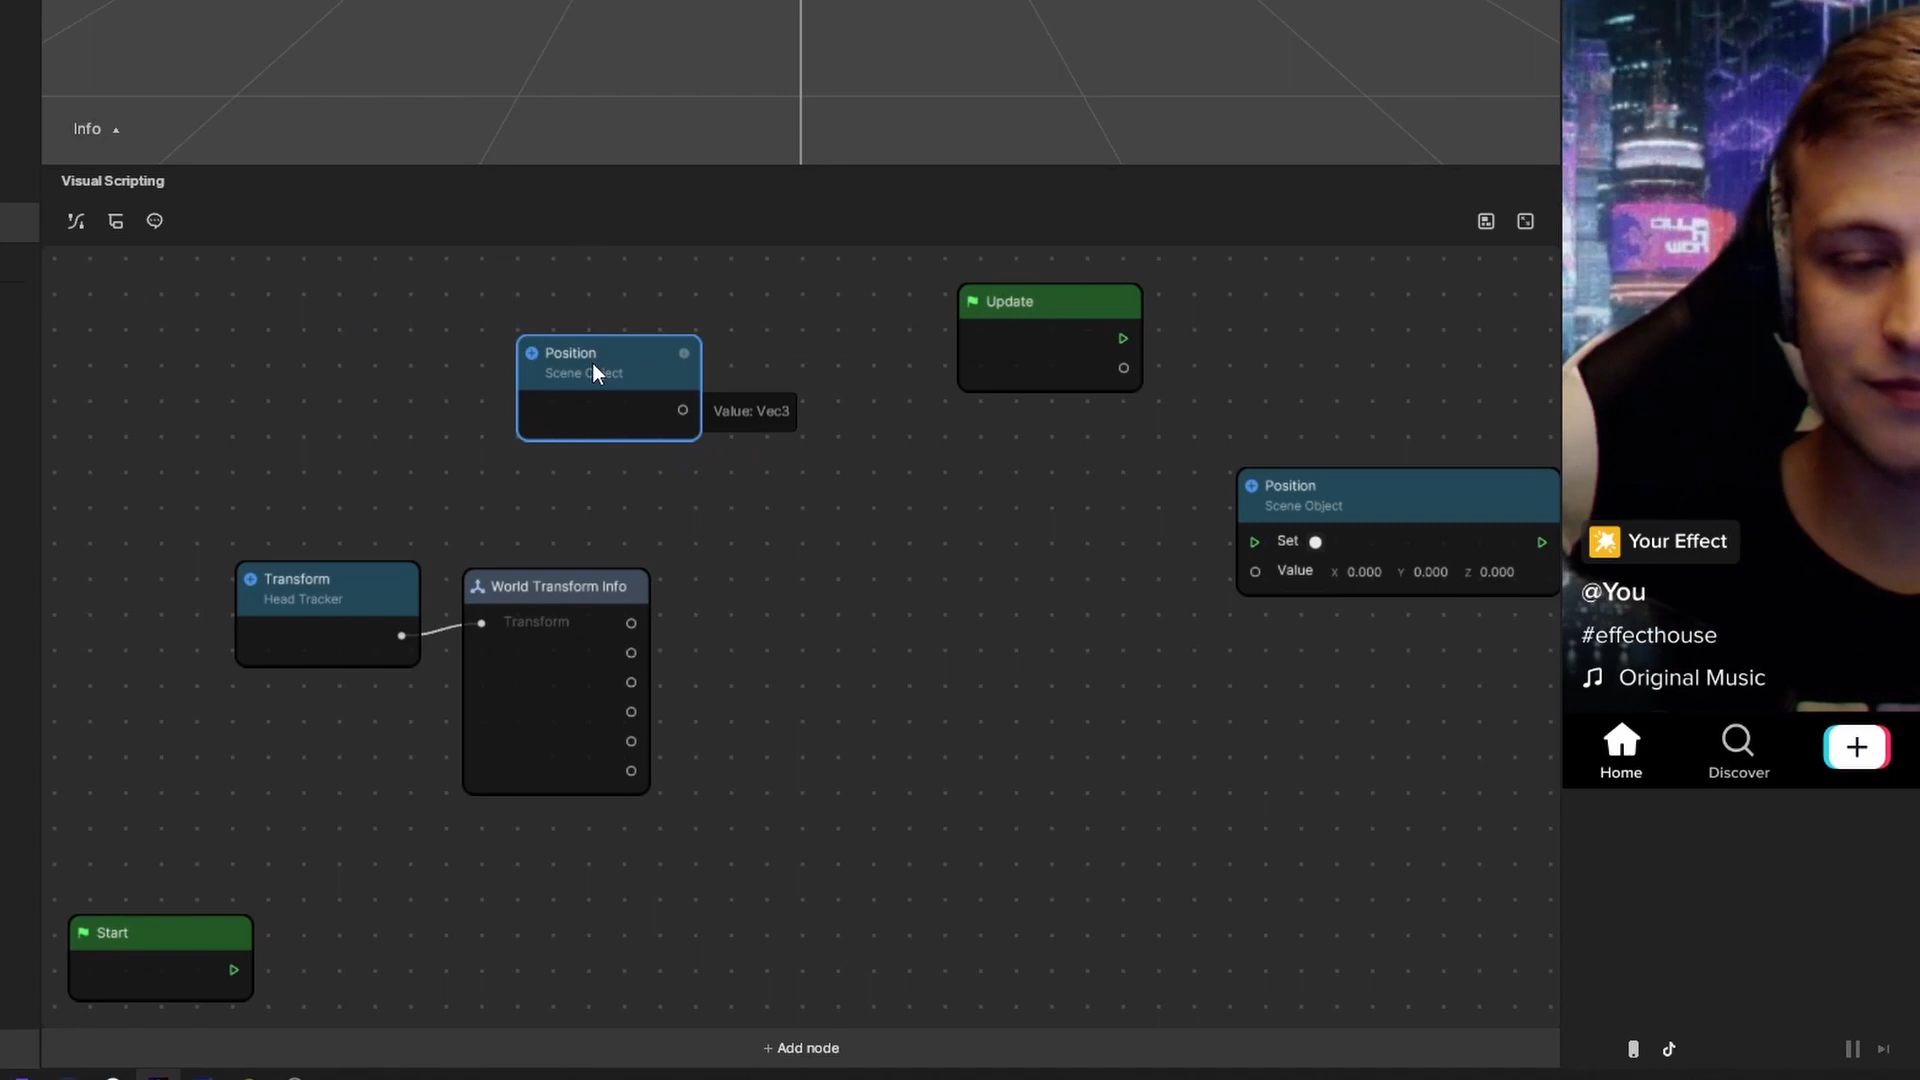 Info
Visual Scripting
Update
Position
Scene Object
Value: Vec3
Position
Scene Object
Set
Value X 0.000 Y 0.000 Z 0.000
Transform
Head Tracker
World Transform Info
Transform
Start
+ Add node
Your Effect
@You
#effecthouse
Original Music
Home
Discover